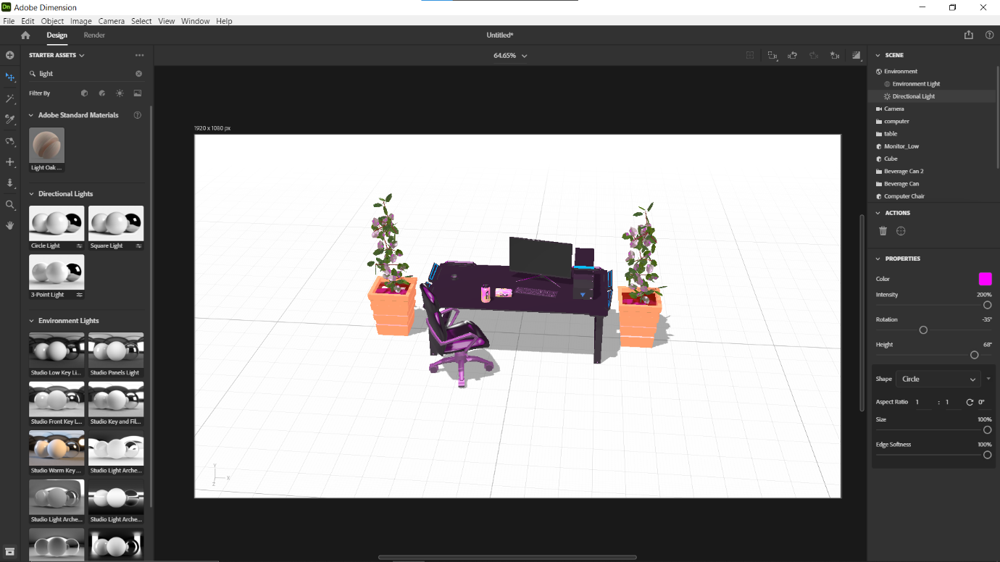 Dn Adobe Dimension
File Edit Object Image Camera Select View Window Help
Design Render Untitled*
STARTER ASSETS
64.65%
light
Filter By
Adobe Standard Materials
Light Oak ...
Directional Lights
Circle Light Square Light
3-Point Light
Environment Lights
Studio Low Key Li... Studio Panels Light
Studio Front Key L... Studio Key and Fil...
Studio Warm Key ... Studio Light Arche...
Studio Light Arche... Studio Light Arche...
1920 x 1080 px
Y
X
Z
SCENE
Environment
Environment Light
Directional Light
Camera
computer
table
Monitor_Low
Cube
Beverage Can 2
Beverage Can
Computer Chair
ACTIONS
PROPERTIES
Color
Intensity 200%
Rotation -35°
Height 68°
Shape Circle
Aspect Ratio 1 : 1 0°
Size 100%
Edge Softness 100%